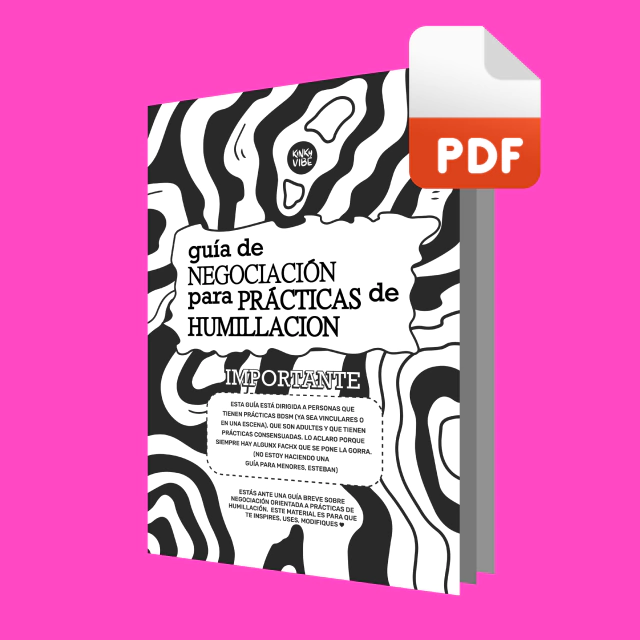 PDF
KINKY
VIBE
guía de
NEGOCIACIÓN
para PRÁCTICAS de
HUMILLACION
IMPORTANTE
ESTA GUÍA ESTÁ DIRIGIDA A PERSONAS QUE
TIENEN PRÁCTICAS BDSM (YA SEA VINCULARES O
EN UNA ESCENA), QUE SON ADULTES Y QUE TIENEN
PRÁCTICAS CONSENSUADAS. LO ACLARO PORQUE
SIEMPRE HAY ALGUNX FACHX QUE SE PONE LA GORRA.
(NO ESTOY HACIENDO UNA
GUÍA PARA MENORES, ESTEBAN)
ESTÁS ANTE UNA GUÍA BREVE SOBRE
NEGOCIACIÓN ORIENTADA A PRÁCTICAS DE
HUMILLACIÓN. ESTE MATERIAL ES PARA QUE
TE INSPIRES, USES, MODIFIQUES ♥